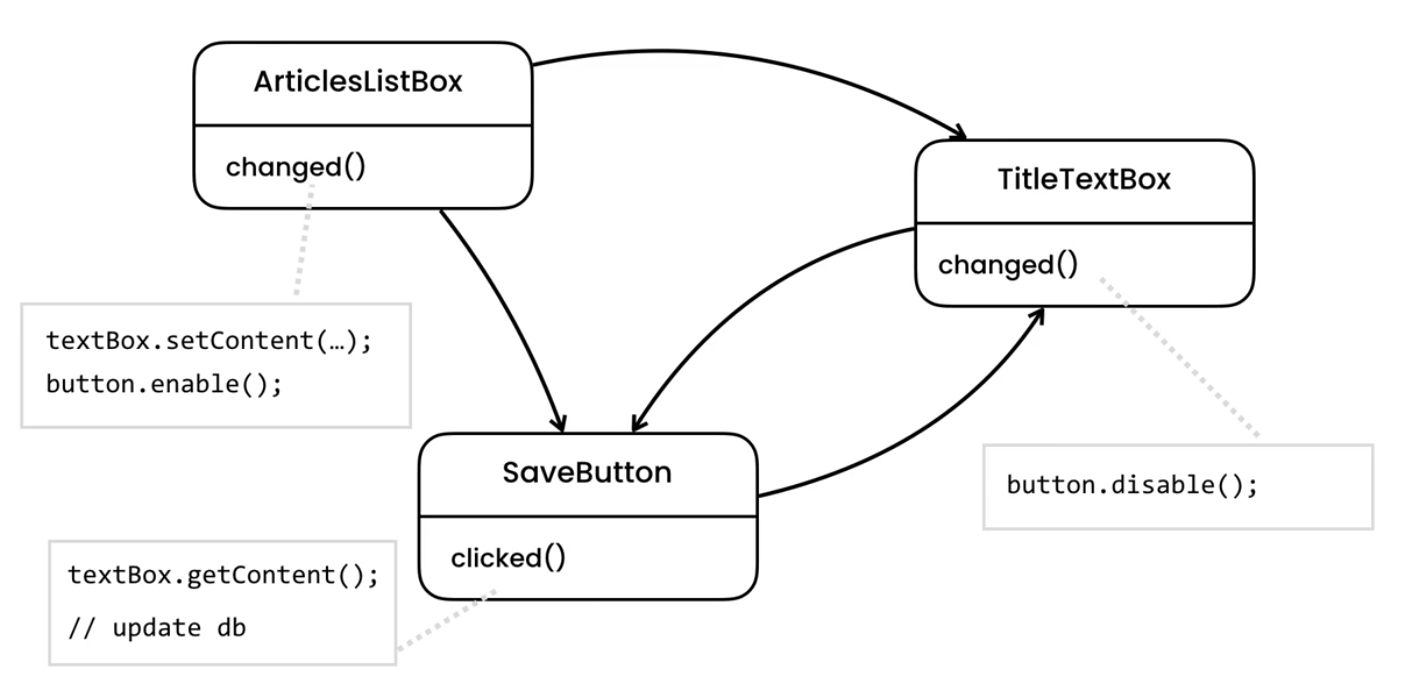 ArticlesListBox
changed()
TitleTextBox
changed()
textBox.setContent(…);
button.enable();
SaveButton
clicked()
button.disable();
textBox.getContent();
// update db